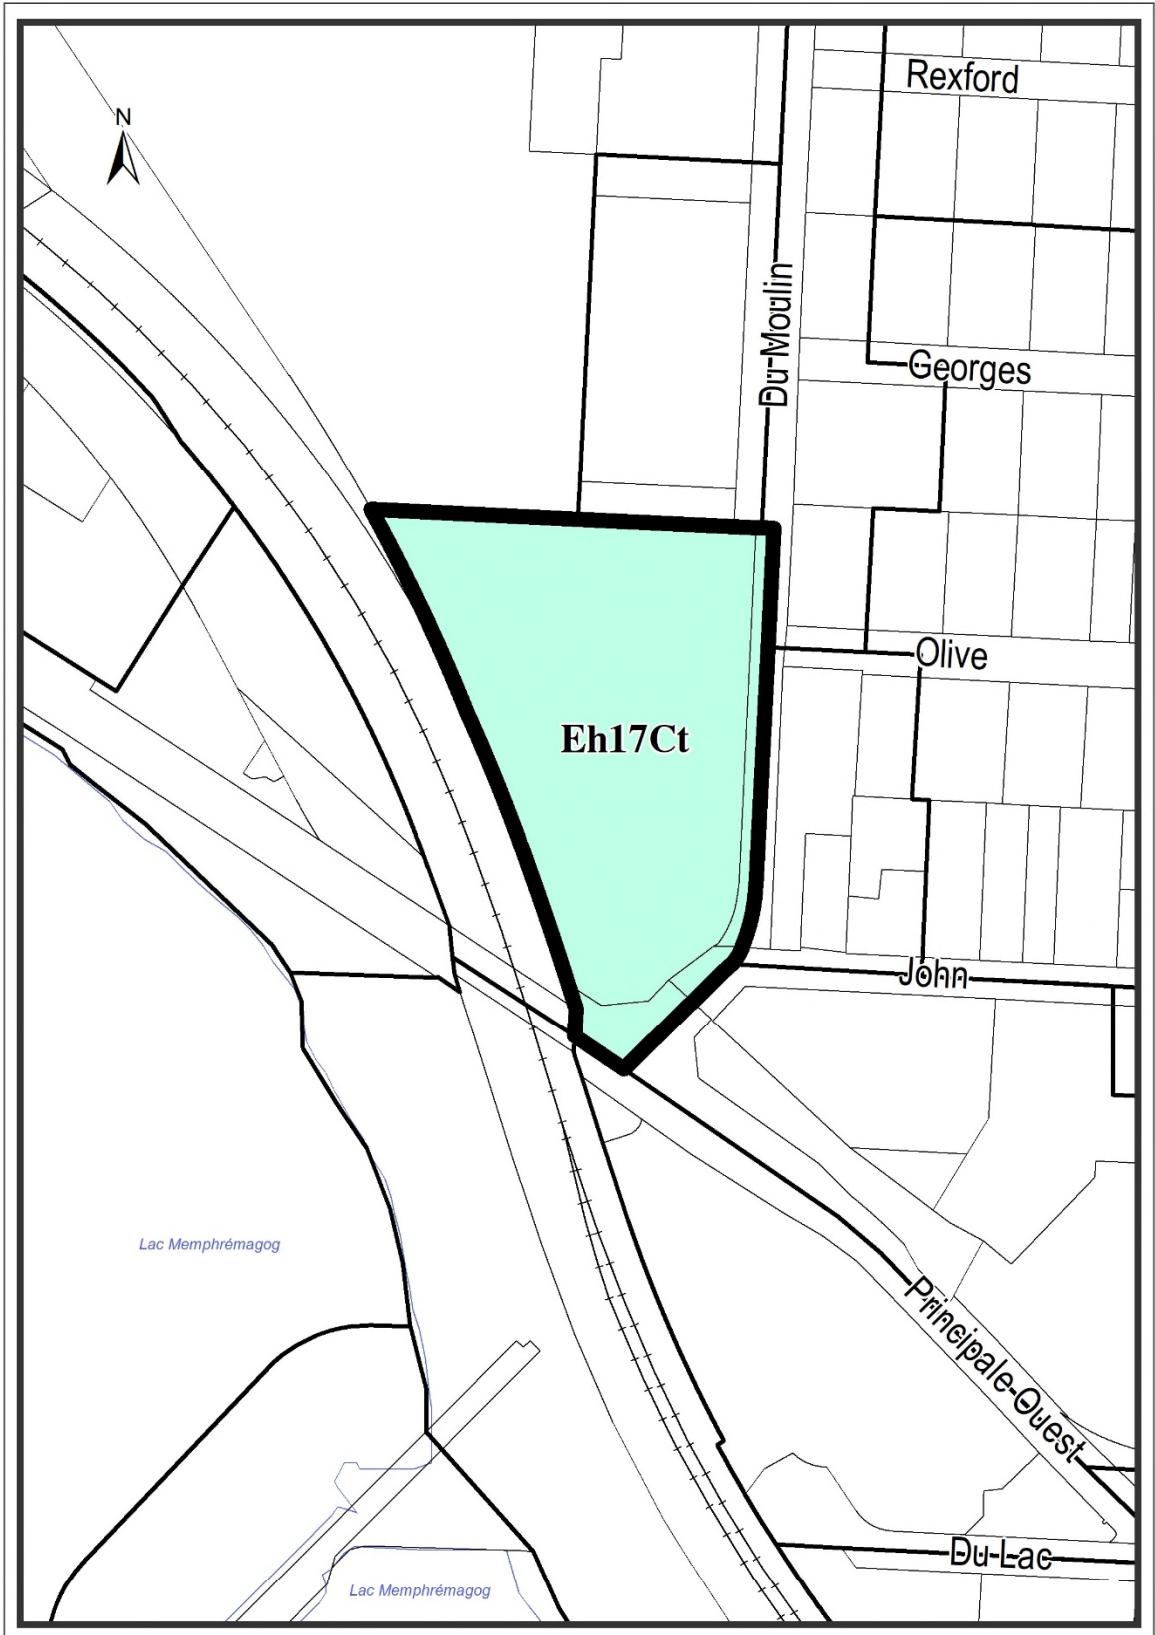 Rexford
N
Du Moulin
Georges
Olive
Eh17Ct
John
Lac Memphrémagog
Principale Ouest
Du Lac
Lac Memphrémagog